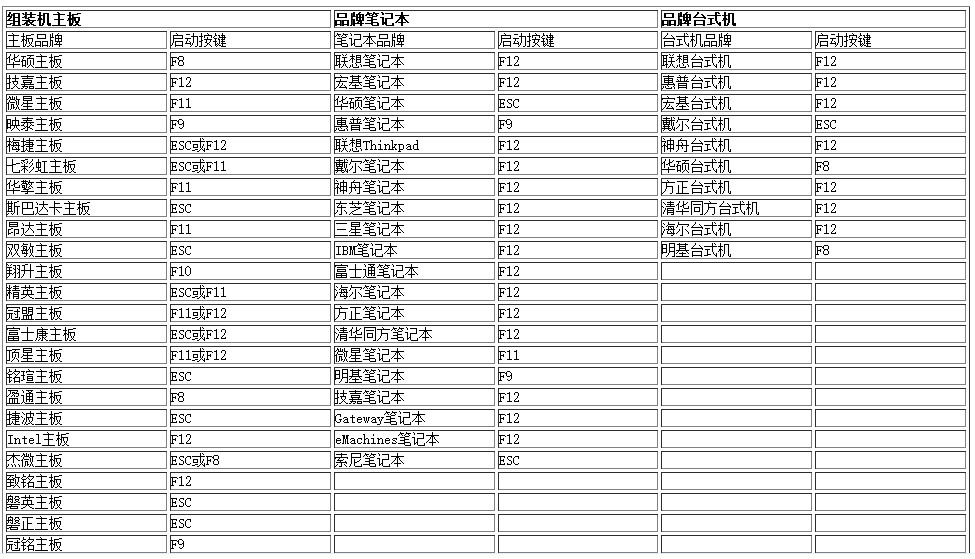 组装机主板 品牌笔记本 品牌台式机
主板品牌 启动按键 笔记本品牌 启动按键 台式机品牌 启动按键
华硕主板 F8 联想笔记本 F12 联想台式机 F12
技嘉主板 F12 宏基笔记本 F12 惠普台式机 F12
微星主板 F11 华硕笔记本 ESC 宏基台式机 F12
映泰主板 F9 惠普笔记本 F9 戴尔台式机 ESC
梅捷主板 ESC或F12 联想Thinkpad F12 神舟台式机 F12
七彩虹主板 ESC或F11 戴尔笔记本 F12 华硕台式机 F8
华擎主板 F11 神舟笔记本 F12 方正台式机 F12
斯巴达卡主板 ESC 东芝笔记本 F12 清华同方台式机 F12
昂达主板 F11 三星笔记本 F12 海尔台式机 F12
双敏主板 ESC IBM笔记本 F12 明基台式机 F8
翔升主板 F10 富士通笔记本 F12
精英主板 ESC或F11 海尔笔记本 F12
冠盟主板 F11或F12 方正笔记本 F12
富士康主板 ESC或F12 清华同方笔记本 F12
顶星主板 F11或F12 微星笔记本 F11
铭瑄主板 ESC 明基笔记本 F9
盈通主板 F8 技嘉笔记本 F12
捷波主板 ESC Gateway笔记本 F12
Intel主板 F12 eMachines笔记本 F12
杰微主板 ESC或F8 索尼笔记本 ESC
致铭主板 F12
磐英主板 ESC
磐正主板 ESC
冠铭主板 F9